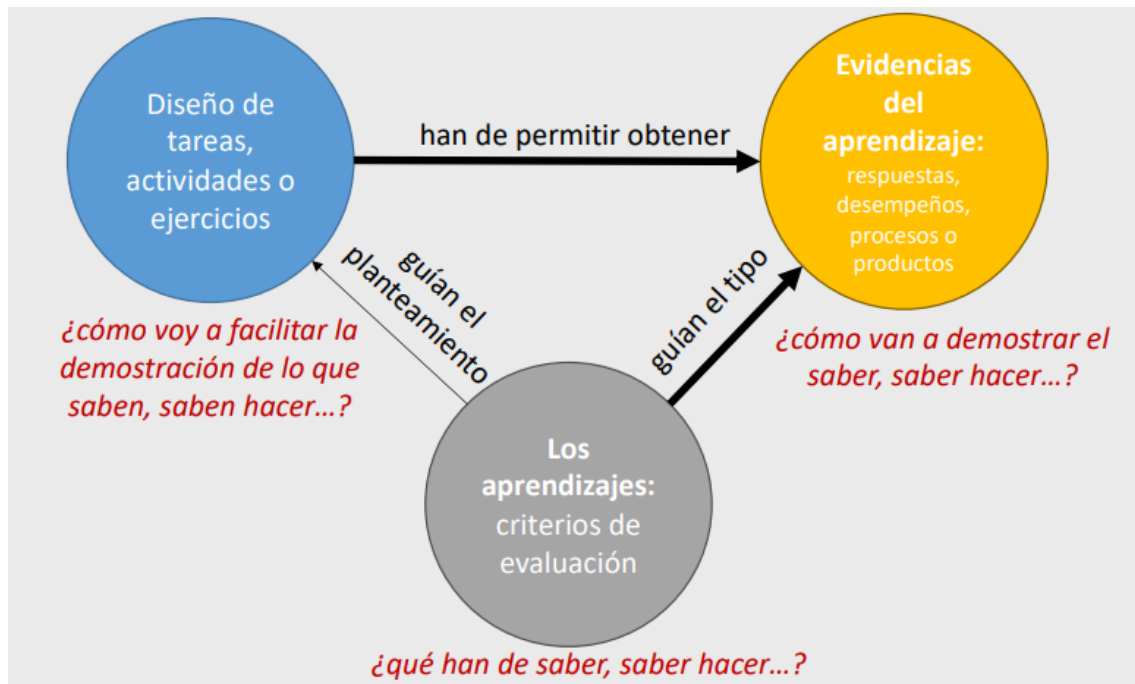 Diseño de
tareas,
actividades o
ejercicios
han de permitir obtener
Evidencias
del
aprendizaje:
respuestas,
desempeños,
procesos o
productos
guían el
planteamiento
guían el tipo
¿cómo voy a facilitar la
demostración de lo que
saben, saben hacer…?
¿cómo van a demostrar el
saber, saber hacer…?
Los
aprendizajes:
criterios de
evaluación
¿qué han de saber, saber hacer…?